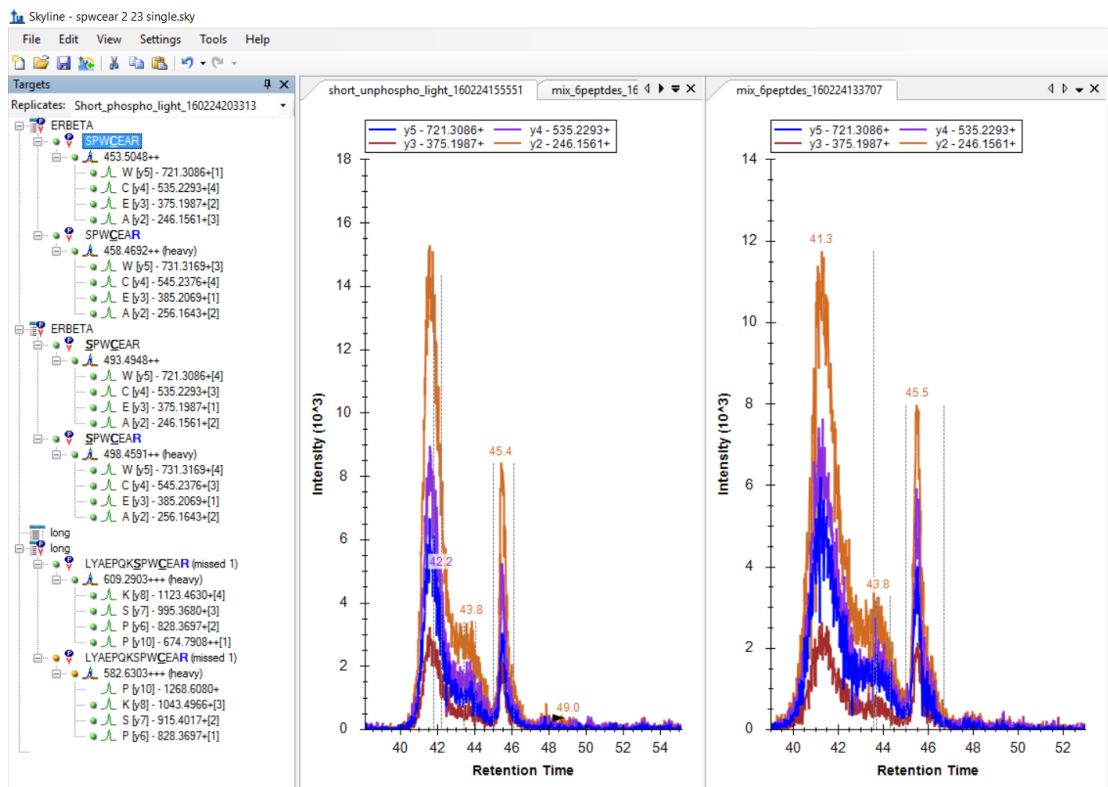 Skyline - spwcear 2 23 single.sky
File Edit View Settings Tools Help
Targets
Replicates: Short_phospho_light_160224203313
ERBETA
SPWCEAR
453.5048++
W [y5] - 721.3086+[1]
C [y4] - 535.2293+[4]
E [y3] - 375.1987+[2]
A [y2] - 246.1561+[3]
SPWCEAR
458.4692++ (heavy)
W [y5] - 731.3169+[3]
C [y4] - 545.2376+[4]
E [y3] - 385.2069+[1]
A [y2] - 256.1643+[2]
ERBETA
SPWCEAR
493.4948++
W [y5] - 721.3086+[4]
C [y4] - 535.2293+[3]
E [y3] - 375.1987+[1]
A [y2] - 246.1561+[2]
SPWCEAR
498.4591++ (heavy)
W [y5] - 731.3169+[4]
C [y4] - 545.2376+[3]
E [y3] - 385.2069+[1]
A [y2] - 256.1643+[2]
long
long
LYAEPQKSPWCEAR (missed 1)
609.2903+++ (heavy)
K [y8] - 1123.4630+[4]
S [y7] - 995.3680+[3]
P [y6] - 828.3697+[2]
P [y10] - 674.7908++[1]
LYAEPQKSPWCEAR (missed 1)
582.6303+++ (heavy)
P [y10] - 1268.6080+
K [y8] - 1043.4966+[3]
S [y7] - 915.4017+[2]
P [y6] - 828.3697+[1]
short_unphospho_light_160224155551 mix_6peptdes_16
y5 - 721.3086+ y4 - 535.2293+
y3 - 375.1987+ y2 - 246.1561+
18
16
14
12
10
8
6
4
2
0
Intensity (10^3)
45.4
42.2
43.8
49.0
40 42 44 46 48 50 52 54
Retention Time
mix_6peptdes_160224133707
y5 - 721.3086+ y4 - 535.2293+
y3 - 375.1987+ y2 - 246.1561+
14
12
10
8
6
4
2
0
Intensity (10^3)
41.3
45.5
43.8
40 42 44 46 48 50 52
Retention Time